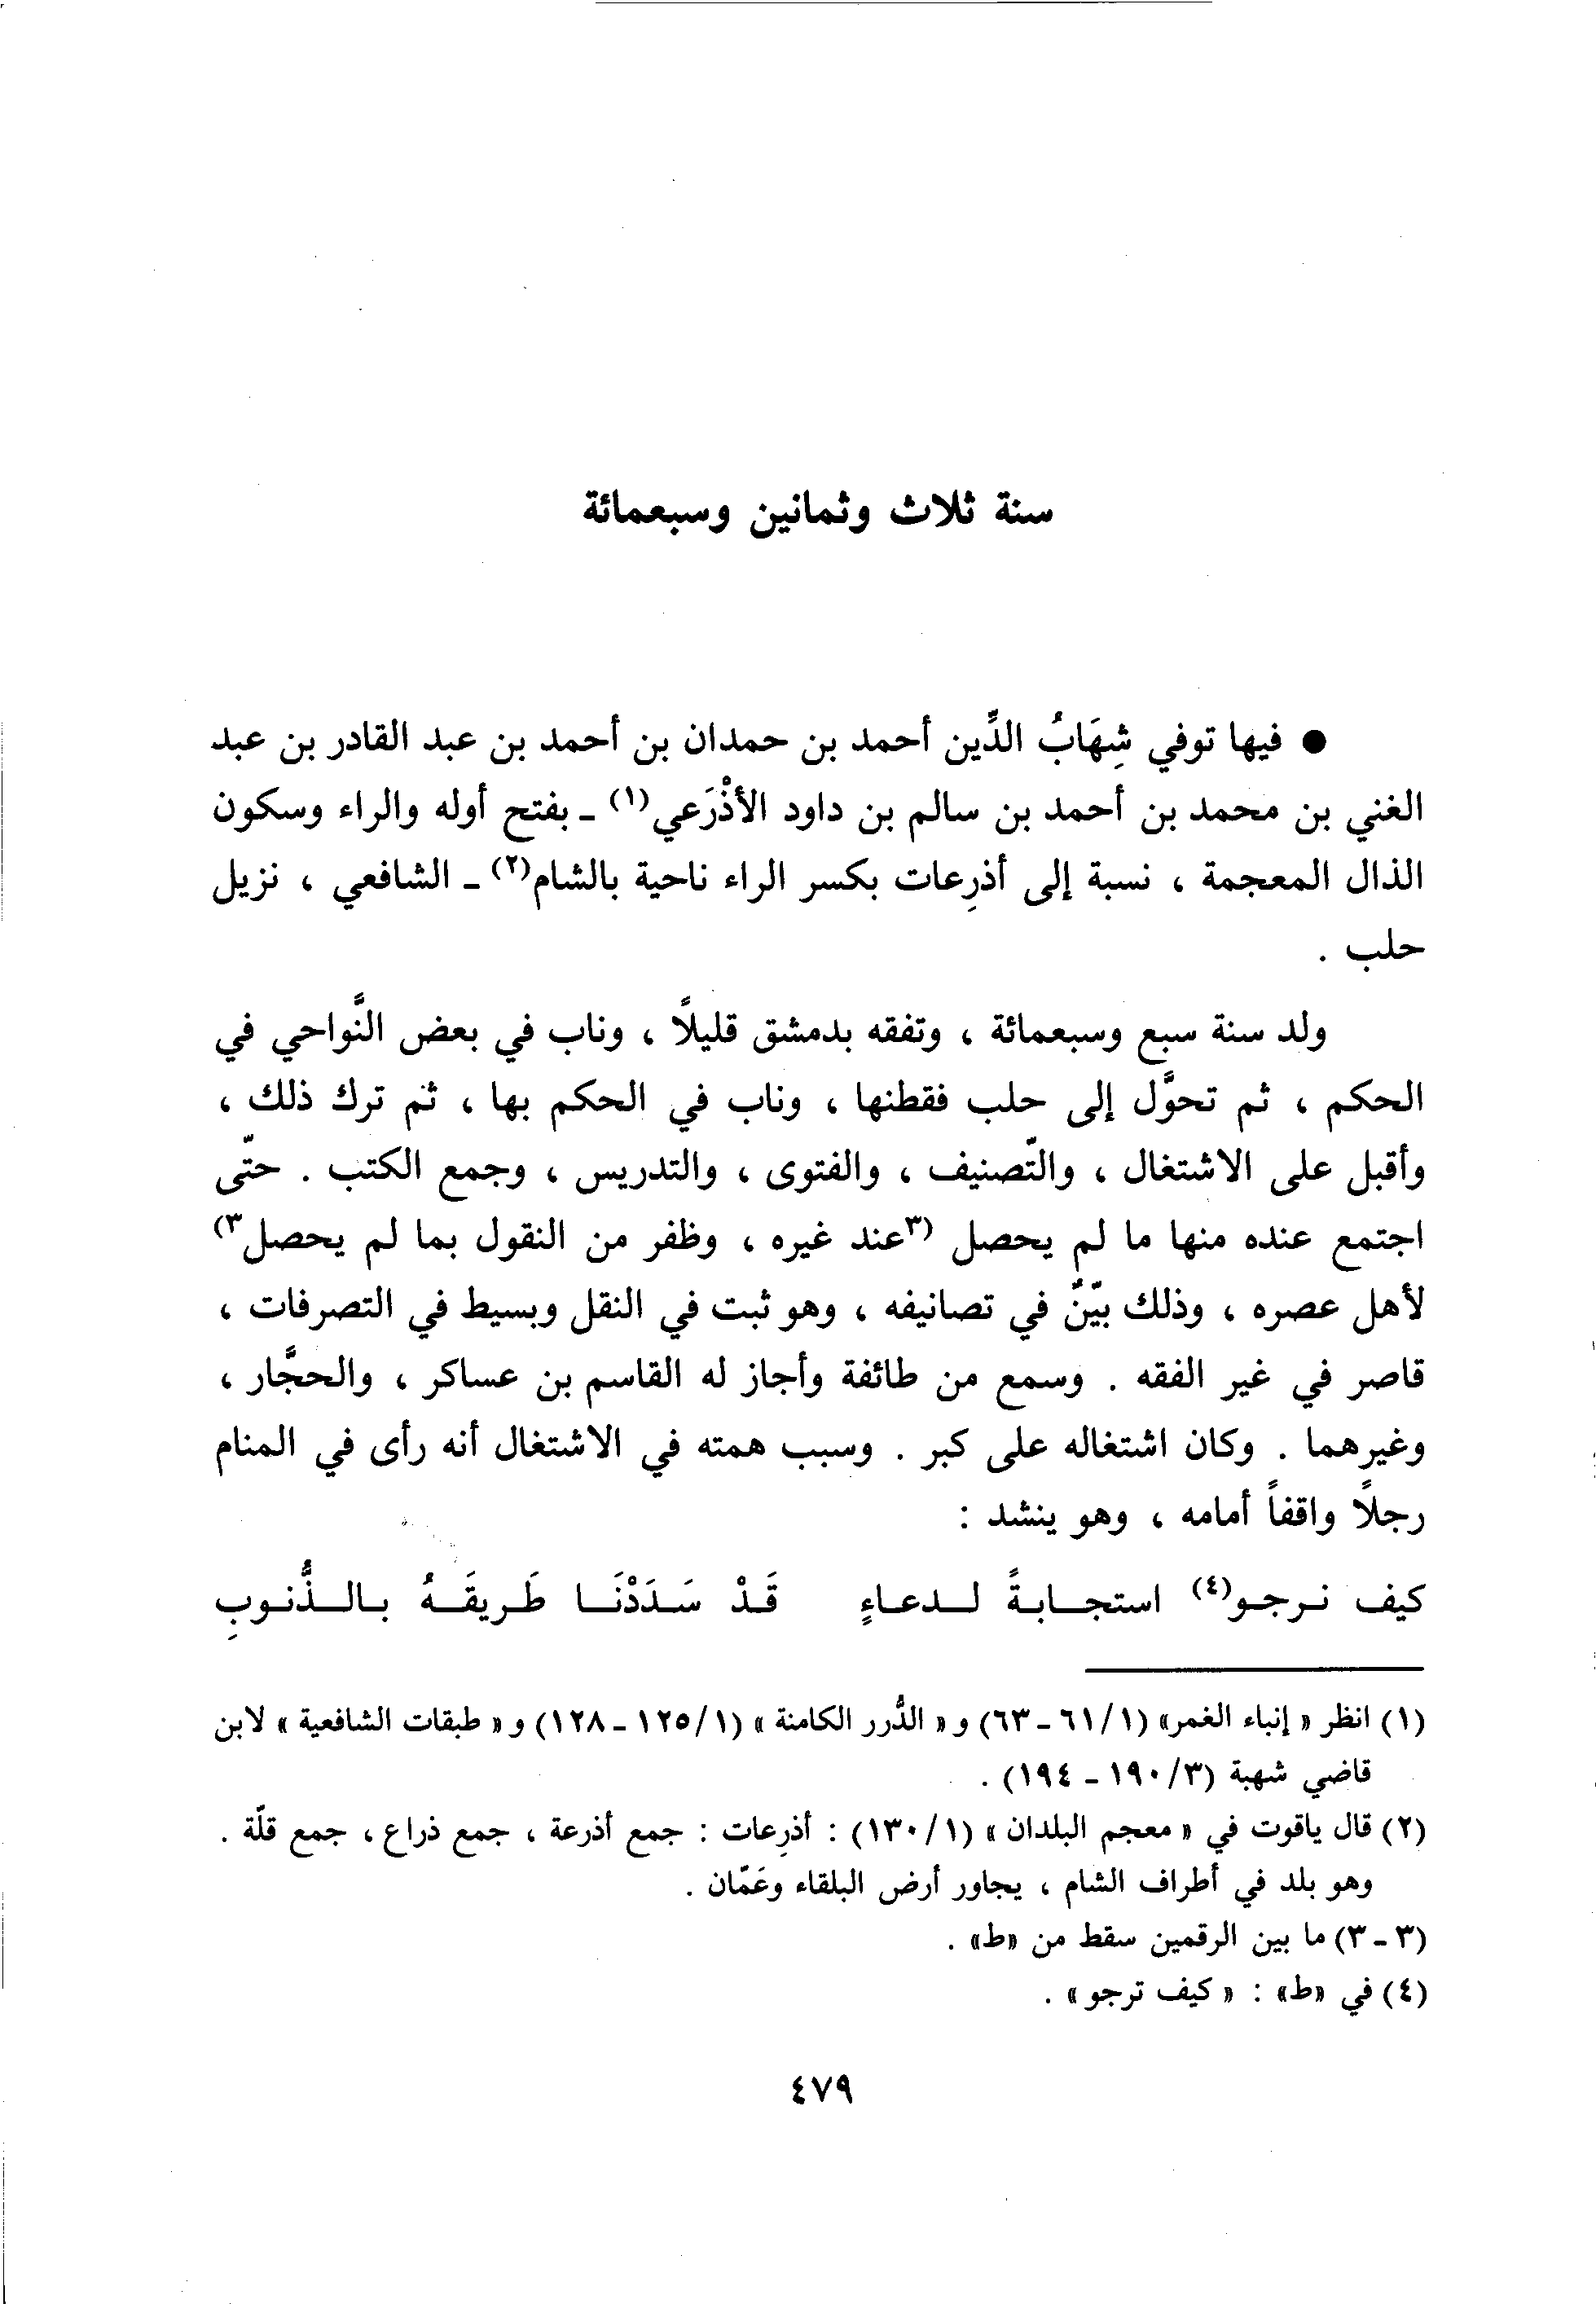 سنة ثلاث وثمانين وسبعمائة
● فيها توفي شِهَابُ الدِّين أحمد بن حمدان بن أحمد بن عبد القادر بن عبد
الغني بن محمد بن أحمد بن سالم بن داود الأَذْرَعي(١) ـ بفتح أوله والراء وسكون
الذال المعجمة ، نسبة إلى أذرِعات بكسر الراء ناحية بالشام(٢) ـ الشافعي ، نزيل
حلب .
ولد سنة سبع وسبعمائة ، وتفقه بدمشق قليلاً ، وناب في بعض النَّواحي في
الحكم ، ثم تحوَّل إلى حلب فقطنها ، وناب في الحكم بها ، ثم ترك ذلك ،
وأقبل على الاشتغال ، والتّصنيف ، والفتوى ، والتدريس ، وجمع الكتب . حتّى
اجتمع عنده منها ما لم يحصل (٣عند غيره ، وظفر من النقول بما لم يحصل٣)
لأهل عصره ، وذلك بيّنٌ في تصانيفه ، وهو ثبت في النقل وبسيط في التصرفات ،
قاصر في غير الفقه . وسمع من طائفة وأجاز له القاسم بن عساكر ، والحجَّار ،
وغيرهما . وكان اشتغاله على كبر . وسبب همته في الاشتغال أنه رأى في المنام
رجلاً واقفاً أمامه ، وهو ينشد :
كيف نرجو(٤) استجابةً لدعاءٍ قَدْ سَدَدْنَا طَريقَهُ بالذُّنوبِ
(١) انظر « إنباء الغمر» (١/ ٦١ ـ ٦٣) و « الدُّرر الكامنة » (١/ ١٢٥ ـ ١٢٨) و « طبقات الشافعية » لابن
قاضي شهبة (٣/ ١٩٠ ـ ١٩٤) .
(٢) قال ياقوت في « معجم البلدان » (١/ ١٣٠) : أذرِعات : جمع أذرعة ، جمع ذراع ، جمع قلّة .
وهو بلد في أطراف الشام ، يجاور أرض البلقاء وعَمّان .
(٣ ـ ٣) ما بين الرقمين سقط من «ط» .
(٤) في «ط» : « كيف ترجو » .
٤٧٩